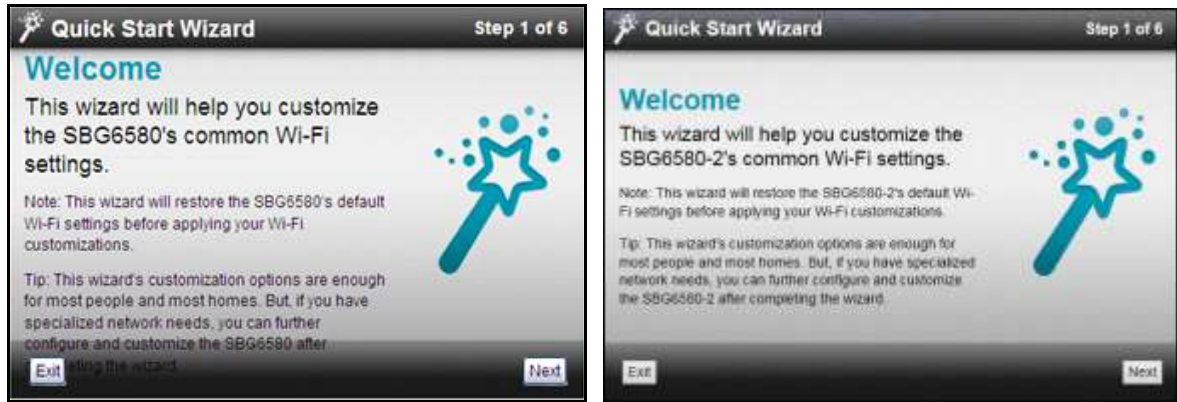 Quick Start Wizard
Step 1 of 6
Welcome
This wizard will help you customize
the SBG6580's common Wi-Fi
settings.
Note: This wizard will restore the SBG6580's default
Wi-Fi settings before applying your Wi-Fi
customizations.
Tip: This wizard's customization options are enough
for most people and most homes. But, if you have
specialized network needs, you can further
configure and customize the SBG6580 after
the wizard.
Exit
Next
Quick Start Wizard
Step 1 of 6
Welcome
This wizard will help you customize the
SBG6580-2's common Wi-Fi settings.
Note: This wizard will restore the SBG6580-2's default Wi-
Fi settings before applying your Wi-Fi customizations.
Tip: This wizard's customization options are enough for
most people and most homes. But, if you have specialized
network needs, you can further configure and customize
the SBG6580-2 after completing the wizard.
Exit
Next